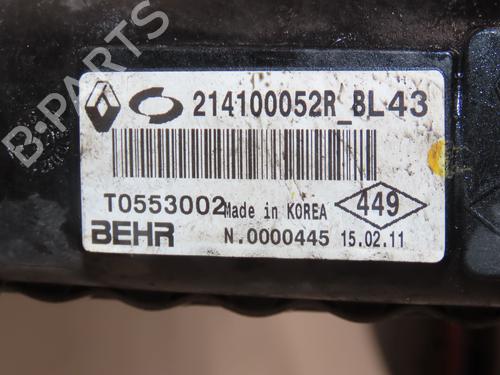 B-PARTS
214100052R_BL43
T0553002 Made in KOREA 449
BEHR N.0000445 15.02.11